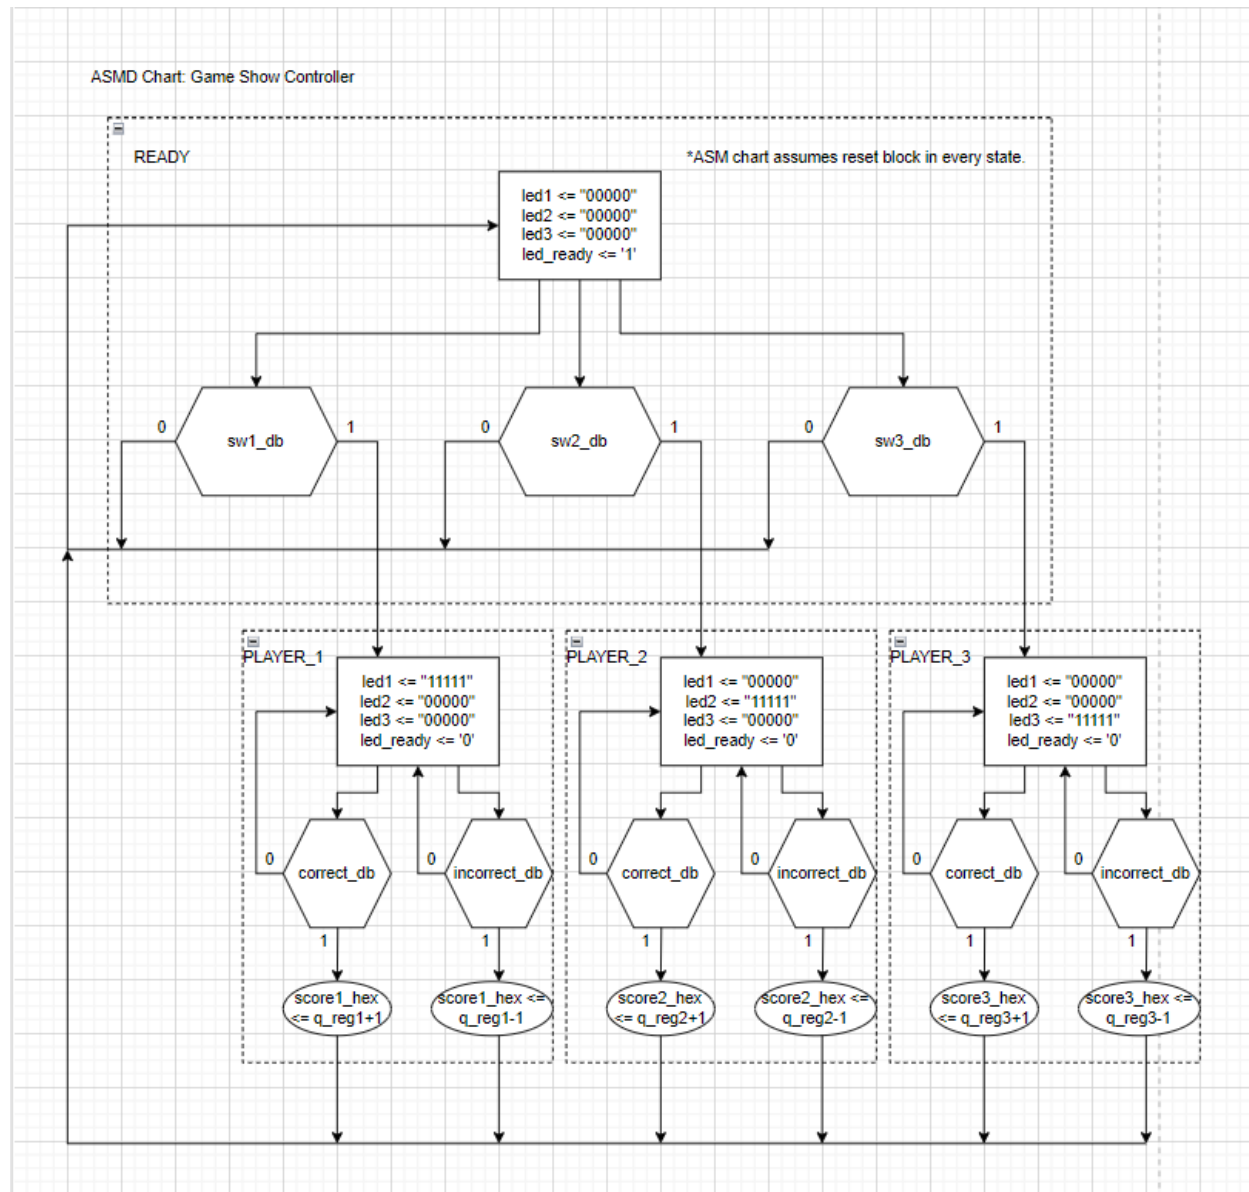 ASMD Chart: Game Show Controller
READY
*ASM chart assumes reset block in every state.
led1 <= "00000"
led2 <= "00000"
led3 <= "00000"
led_ready <= '1'
0
sw1_db
1
0
sw2_db
1
0
sw3_db
1
PLAYER_1
led1 <= "11111"
led2 <= "00000"
led3 <= "00000"
led_ready <= '0'
0
correct_db
1
0
incorrect_db
1
score1_hex
<= q_reg1+1
score1_hex <=
q_reg1-1
PLAYER_2
led1 <= "00000"
led2 <= "11111"
led3 <= "00000"
led_ready <= '0'
0
correct_db
1
0
incorrect_db
1
score2_hex
<= q_reg2+1
score2_hex <=
q_reg2-1
PLAYER_3
led1 <= "00000"
led2 <= "00000"
led3 <= "11111"
led_ready <= '0'
0
correct_db
1
0
incorrect_db
1
score3_hex
<= q_reg3+1
score3_hex <=
q_reg3-1